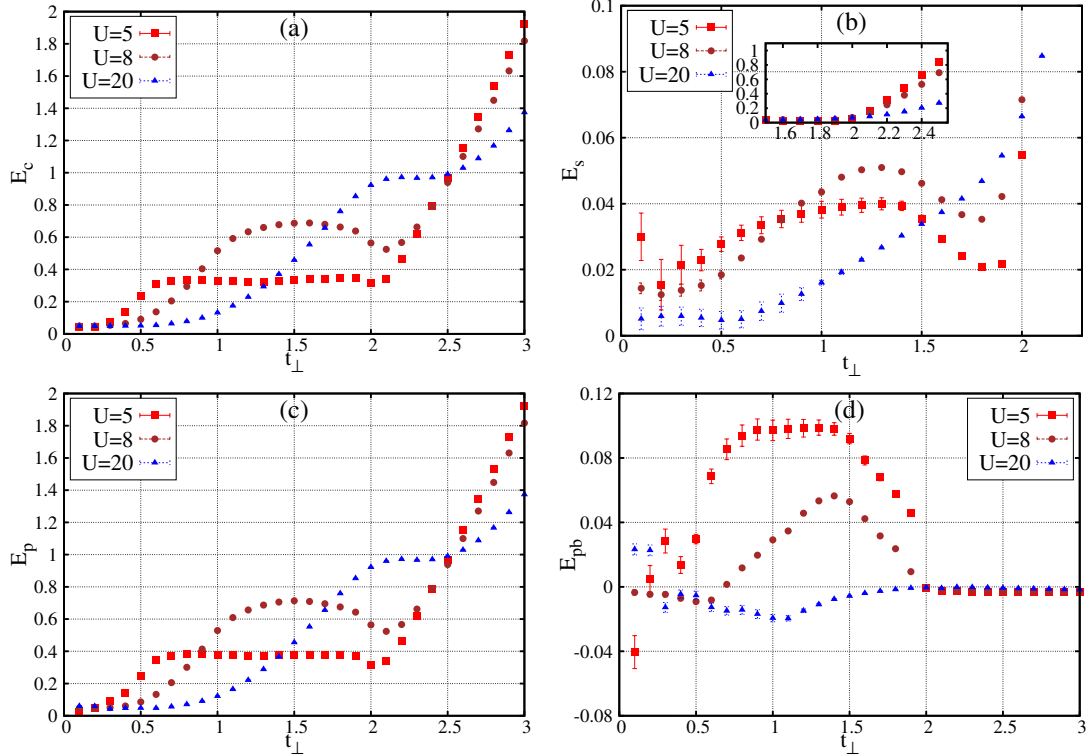 (a)
U=5
U=8
U=20
E_c
2
1.8
1.6
1.4
1.2
1
0.8
0.6
0.4
0.2
0
0 0.5 1 1.5 2 2.5 3
t_⊥
(b)
U=5
U=8
U=20
E_s
0.1
0.08
0.06
0.04
0.02
0
1
0.8
0.6
0.4
0.2
0
1.6 1.8 2 2.2 2.4
0 0.5 1 1.5 2
t_⊥
(c)
U=5
U=8
U=20
E_p
2
1.8
1.6
1.4
1.2
1
0.8
0.6
0.4
0.2
0
0 0.5 1 1.5 2 2.5 3
t_⊥
(d)
U=5
U=8
U=20
E_pb
0.12
0.08
0.04
0
-0.04
-0.08
0 0.5 1 1.5 2 2.5 3
t_⊥